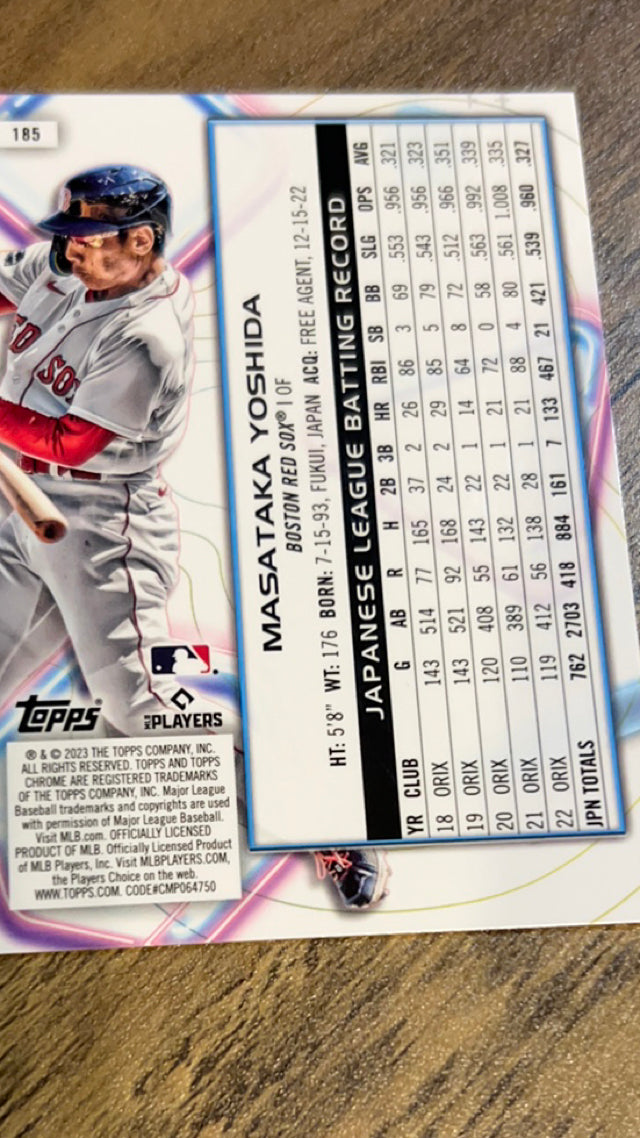 185
MASATAKA YOSHIDA
BOSTON RED SOX® | OF
HT: 5'8" WT: 176 BORN: 7-15-93, FUKUI, JAPAN ACQ: FREE AGENT, 12-15-22
JAPANESE LEAGUE BATTING RECORD
YR CLUB G AB R H 2B 3B HR RBI SB BB SLG OPS AVG
18 ORIX 143 514 77 165 37 2 26 86 3 69 .553 .956 .321
19 ORIX 143 521 92 168 24 2 29 85 5 79 .543 .956 .323
20 ORIX 120 408 55 143 22 1 14 64 8 72 .512 .966 .351
21 ORIX 110 389 61 132 22 1 21 72 0 58 .563 .992 .339
22 ORIX 119 412 56 138 28 1 21 88 4 80 .561 1.008 .335
JPN TOTALS 762 2703 418 884 161 7 133 467 21 421 .539 .960 .327
ED SOX
topps®
MLB PLAYERS
® & © 2023 THE TOPPS COMPANY, INC.
ALL RIGHTS RESERVED. TOPPS AND TOPPS
CHROME ARE REGISTERED TRADEMARKS
OF THE TOPPS COMPANY, INC. Major League
Baseball trademarks and copyrights are used
with permission of Major League Baseball.
Visit MLB.com. OFFICIALLY LICENSED
PRODUCT OF MLB. Officially Licensed Product
of MLB Players, Inc. Visit MLBPLAYERS.COM,
the Players Choice on the web.
WWW.TOPPS.COM. CODE#CMP064750